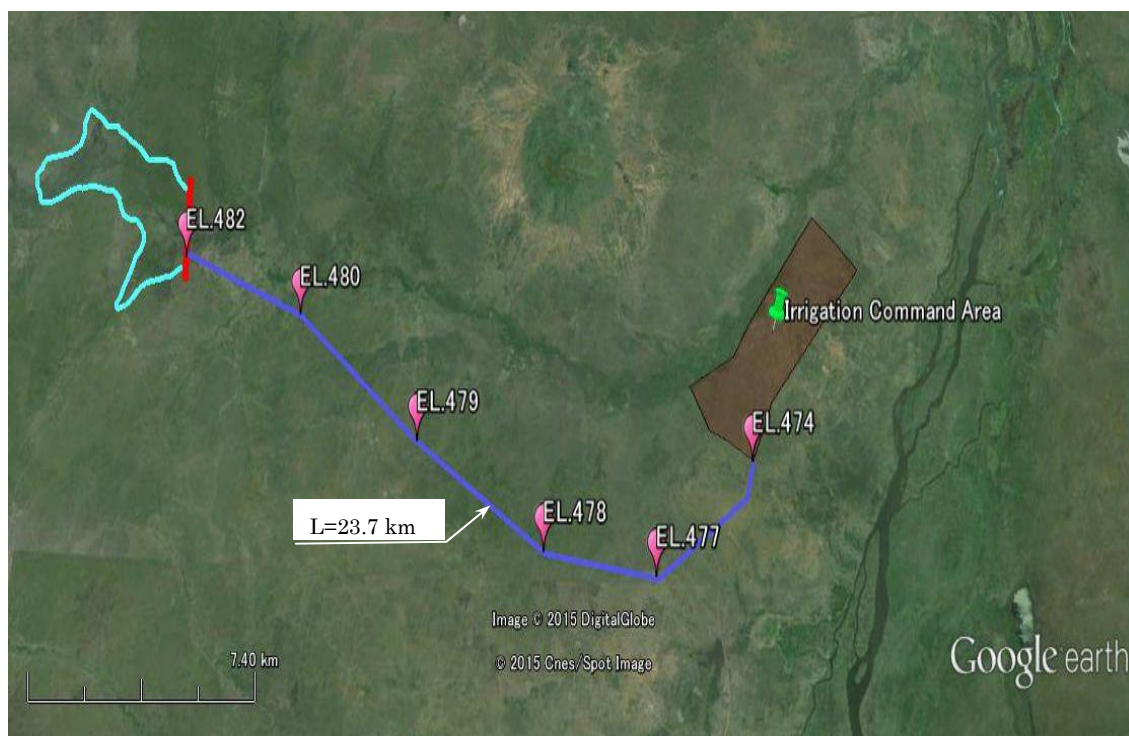 EL.482
EL.480
Irrigation Command Area
EL.479
EL.474
EL.478
L=23.7 km
EL.477
Image © 2015 DigitalGlobe
© 2015 Cnes/Spot Image
7.40 km
Google earth